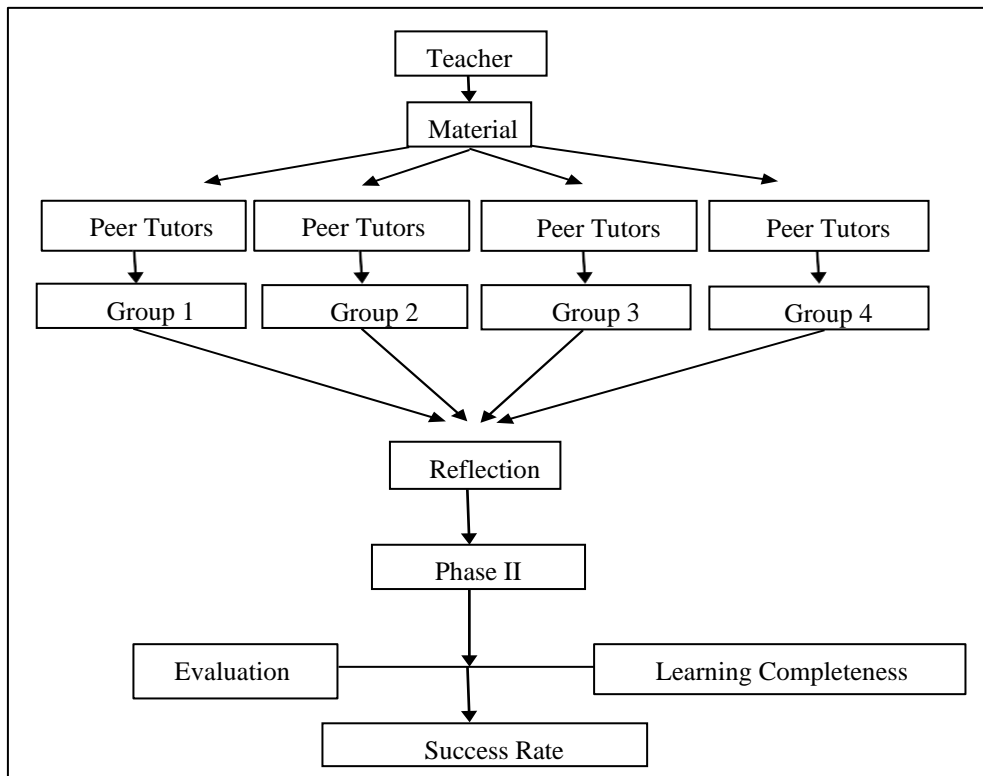 Teacher
Material
Peer Tutors
Peer Tutors
Peer Tutors
Peer Tutors
Group 1
Group 2
Group 3
Group 4
Reflection
Phase II
Evaluation
Learning Completeness
Success Rate